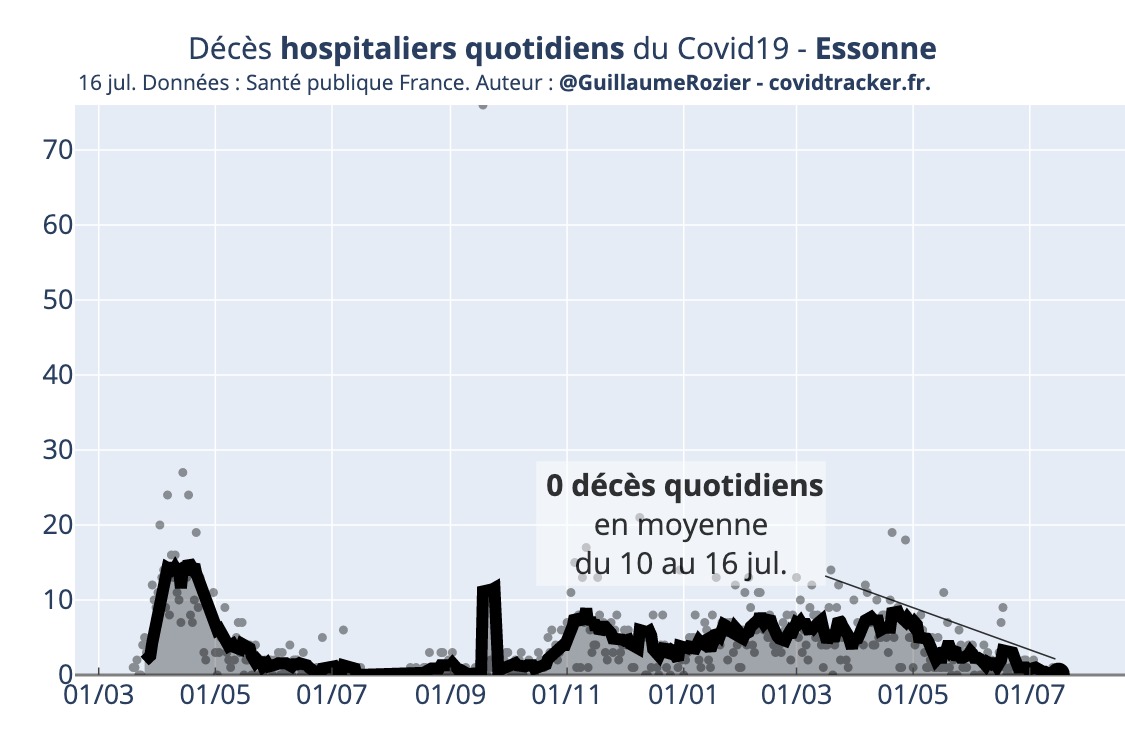 Décès hospitaliers quotidiens du Covid19 - Essonne
16 jul. Données : Santé publique France. Auteur : @GuillaumeRozier - covidtracker.fr.
70
60
50
40
30
20
10
0
0 décès quotidiens
en moyenne
du 10 au 16 jul.
01/03 01/05 01/07 01/09 01/11 01/01 01/03 01/05 01/07